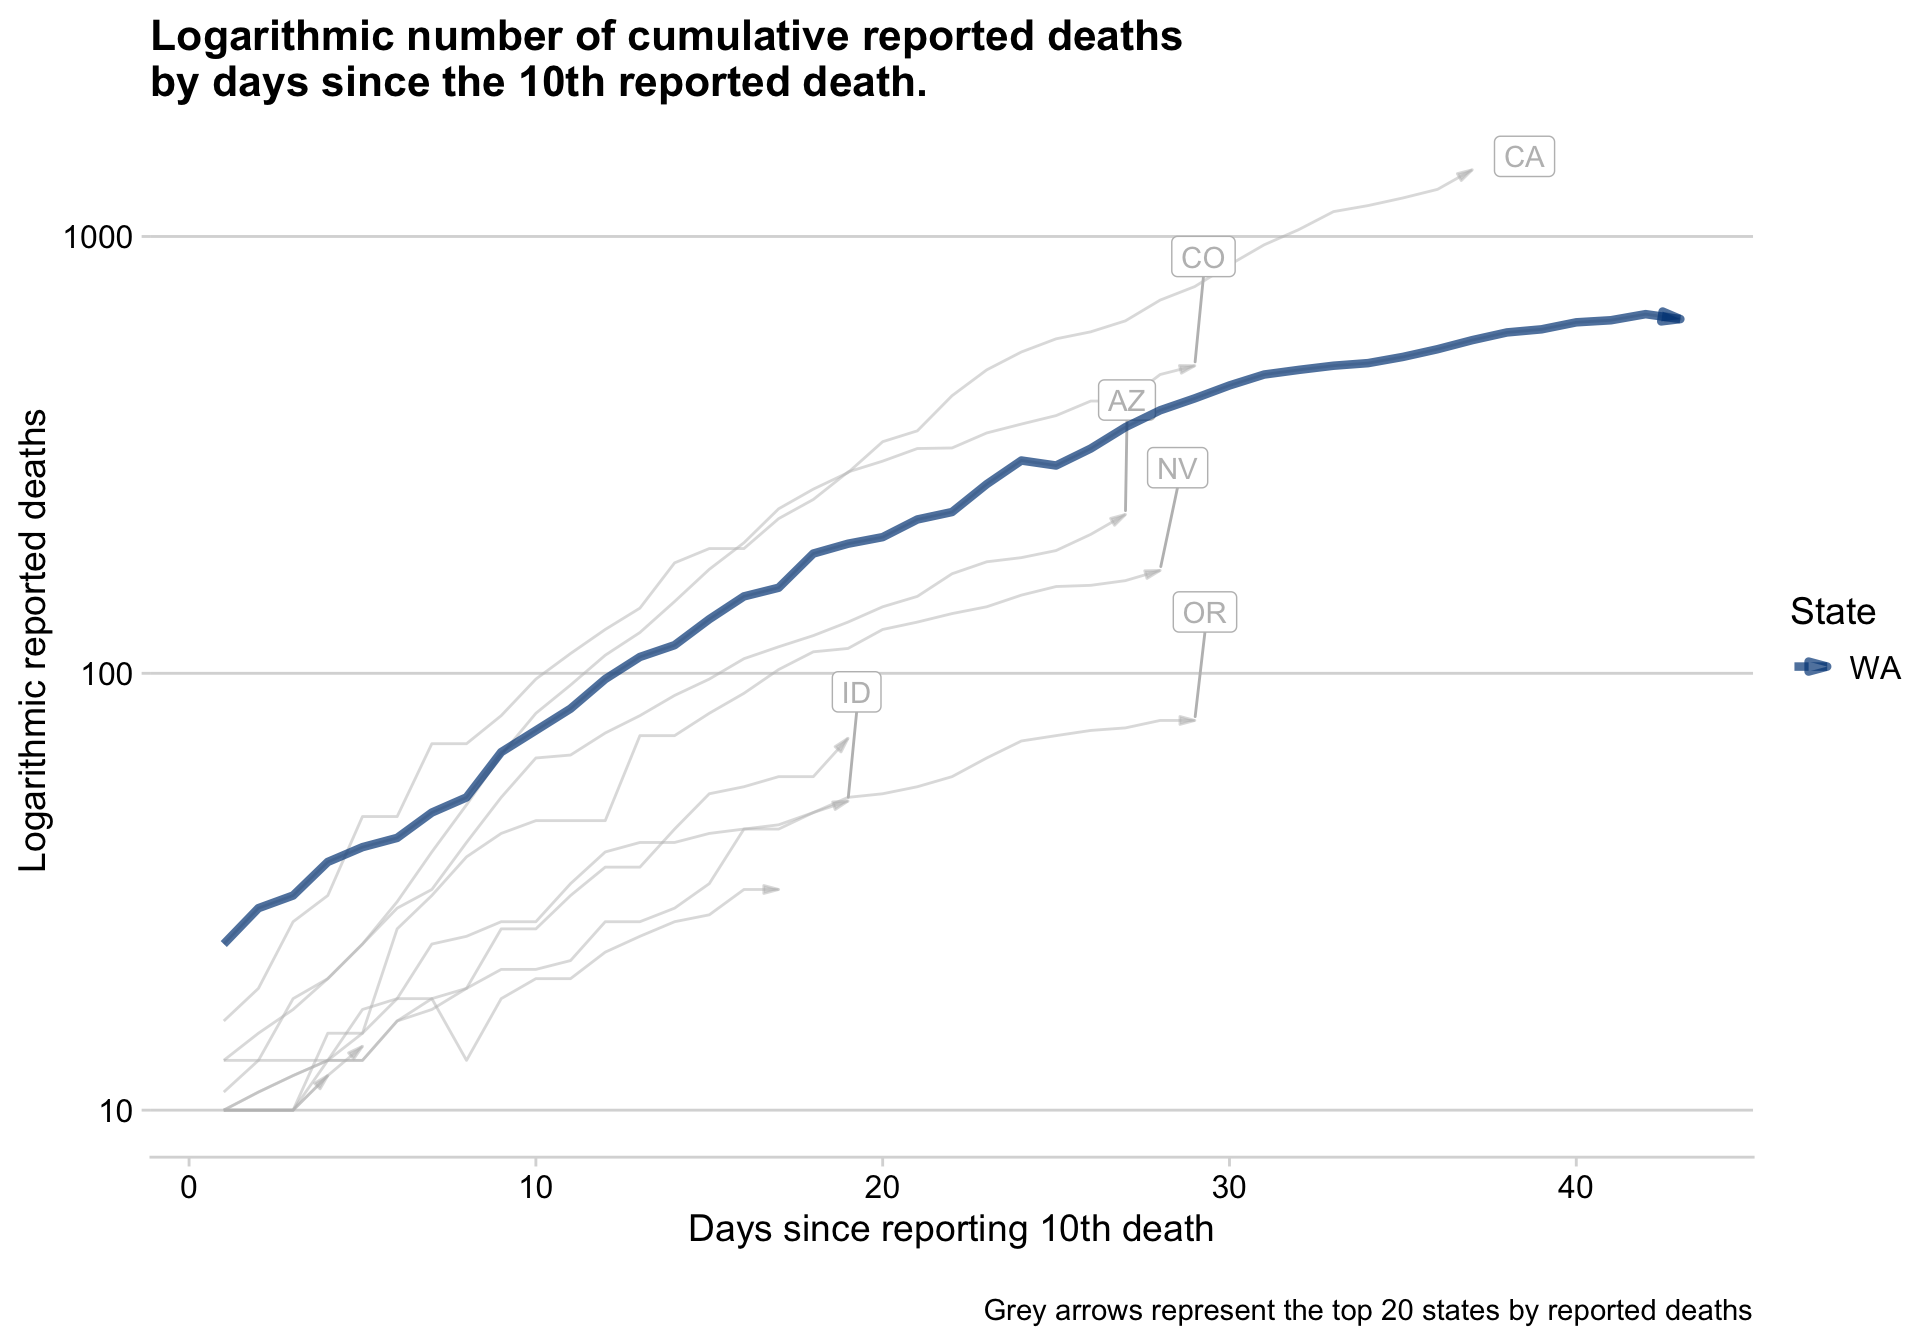 Logarithmic number of cumulative reported deaths
by days since the 10th reported death.
CA
1000
CO
AZ
NV
OR
State
WA
100
ID
10
0 10 20 30 40
Logarithmic reported deaths
Days since reporting 10th death
Grey arrows represent the top 20 states by reported deaths